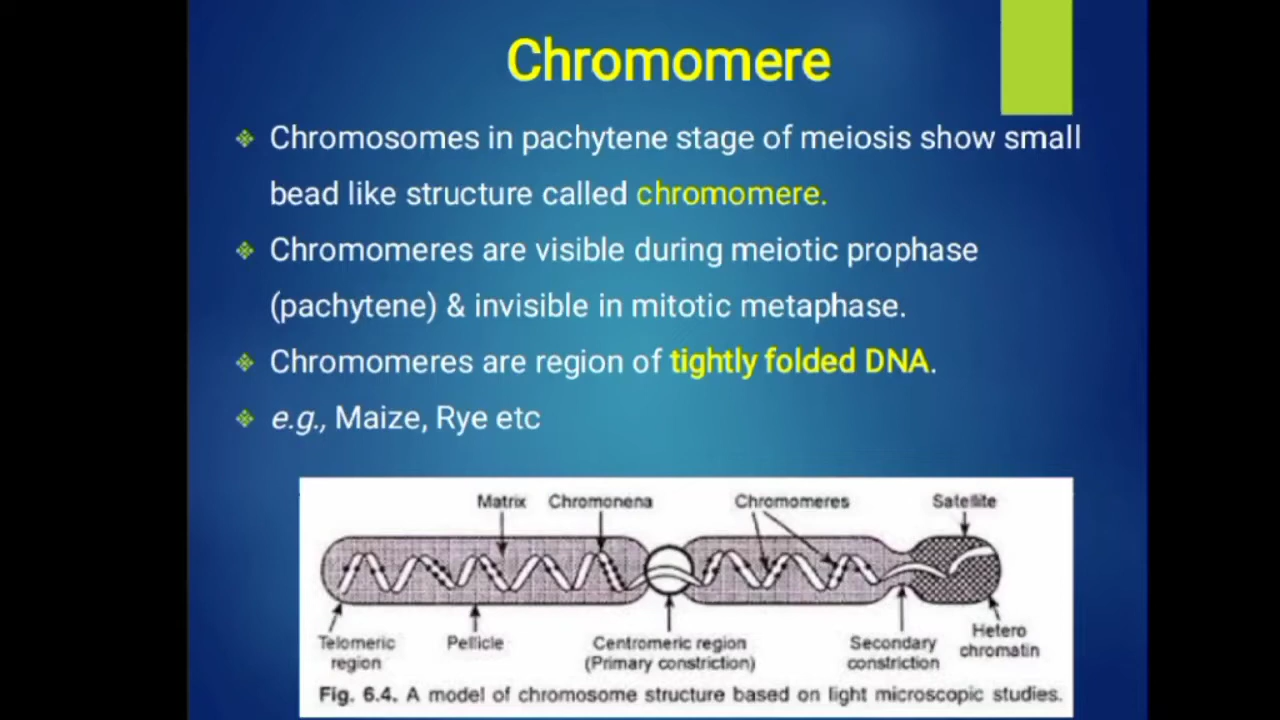 Chromomere
Chromosomes in pachytene stage of meiosis show small
bead like structure called chromomere.
Chromomeres are visible during meiotic prophase
(pachytene) & invisible in mitotic metaphase.
Chromomeres are region of tightly folded DNA.
e.g., Maize, Rye etc
Matrix Chromonena Chromomeres Satellite
Telomeric region
Pellicle
Centromeric region
(Primary constriction)
Secondary
constriction
Hetero
chromatin
Fig. 6.4. A model of chromosome structure based on light microscopic studies.